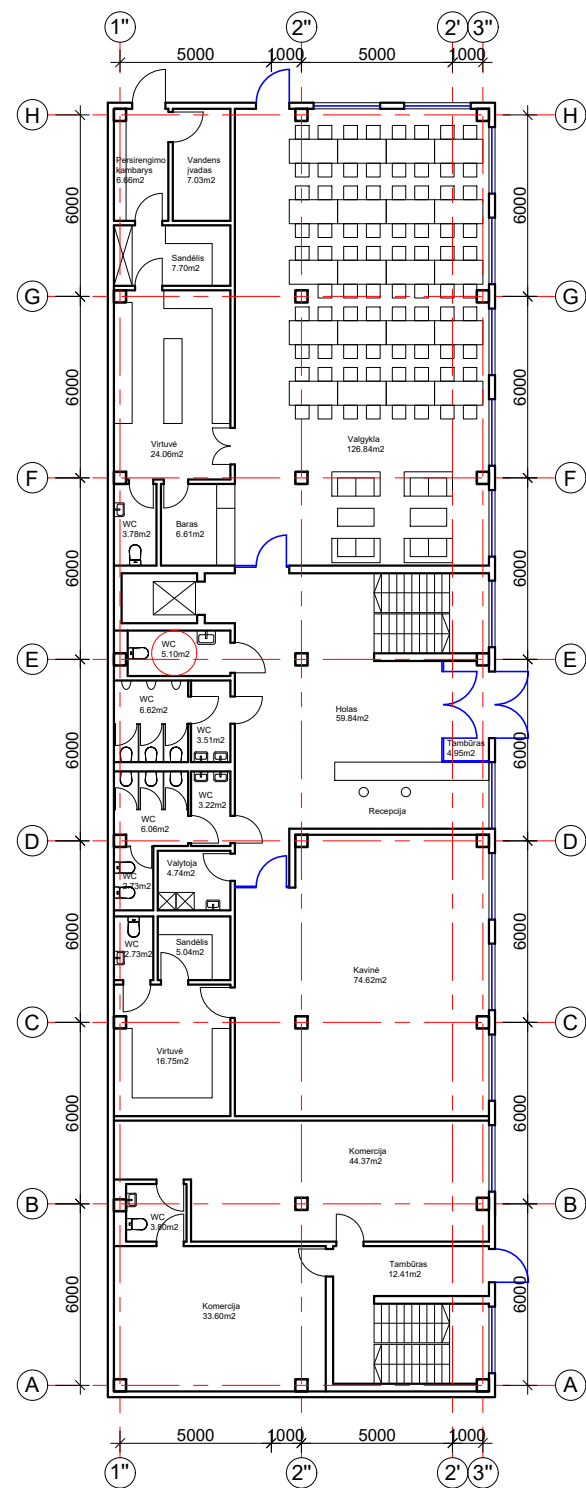 1" 2" 2' 3"
5000 1000 5000 1000
H H
Persirengimo
kambarys
6.66m2
Vandens
įvadas
7.03m2
6000 6000
Sandėlis
7.70m2
G G
6000 6000
Virtuvė
24.06m2
Valgykla
126.84m2
F F
WC
3.78m2
Baras
6.61m2
6000 6000
WC
5.10m2
E E
WC
6.62m2
WC
3.51m2
Holas
59.84m2
Tambūras
4.95m2
6000 6000
WC
3.22m2
WC
6.06m2
Recepcija
D D
WC
2.73m2
Valytoja
4.74m2
6000 6000
WC
2.73m2
Sandėlis
5.04m2
Kavinė
74.62m2
C C
Virtuvė
16.75m2
6000 6000
Komercija
44.37m2
B B
WC
3.80m2
Tambūras
12.41m2
6000 6000
Komercija
33.60m2
A A
5000 1000 5000 1000
1" 2" 2' 3"